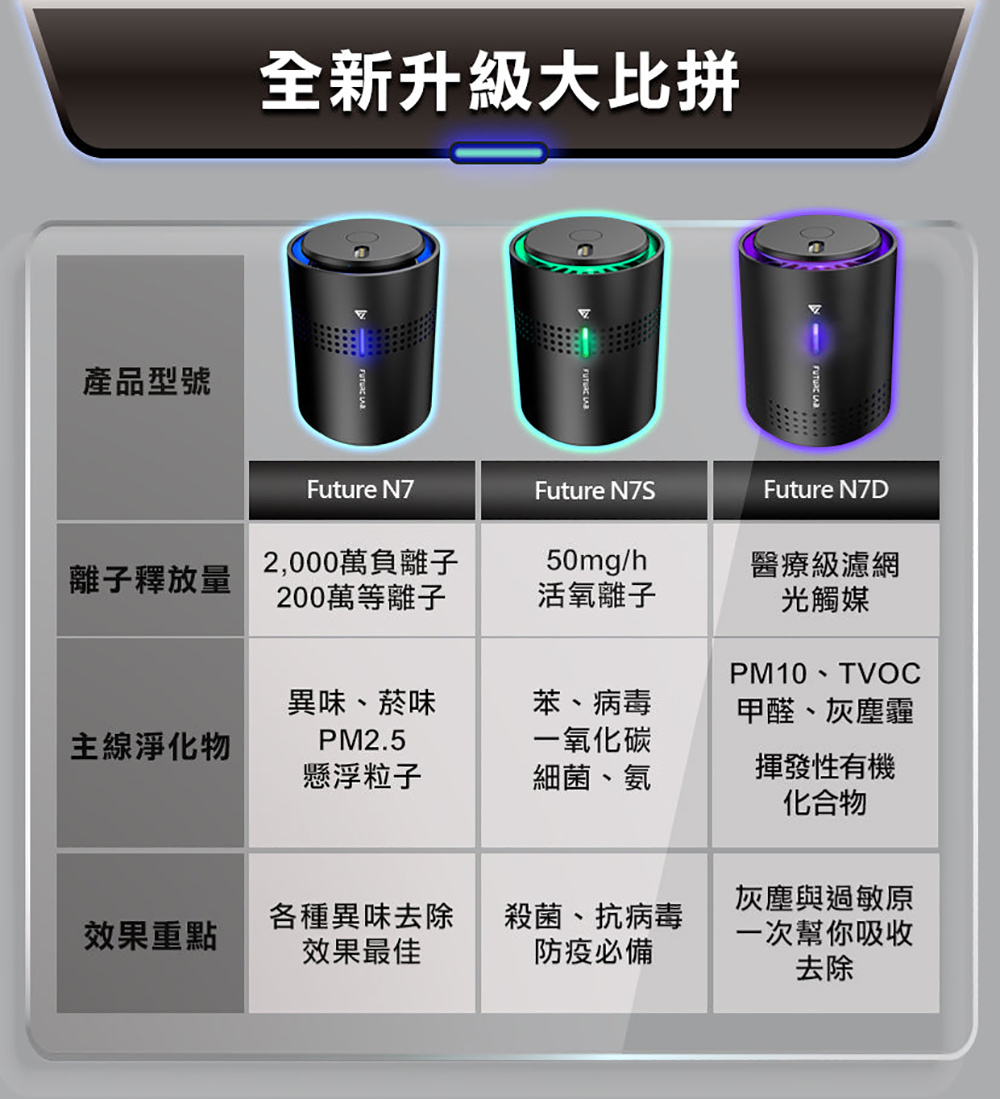 全新升級大比拼
FUTURE LAB
FUTURE LAB
FUTURE LAB
產品型號
Future N7
Future N7S
Future N7D
離子釋放量
2,000萬負離子
200萬等離子
50mg/h
活氧離子
醫療級濾網
光觸媒
主線淨化物
異味、菸味
PM2.5
懸浮粒子
苯、病毒
一氧化碳
細菌、氨
PM10、TVOC
甲醛、灰塵霾
揮發性有機
化合物
效果重點
各種異味去除
效果最佳
殺菌、抗病毒
防疫必備
灰塵與過敏原
一次幫你吸收
去除